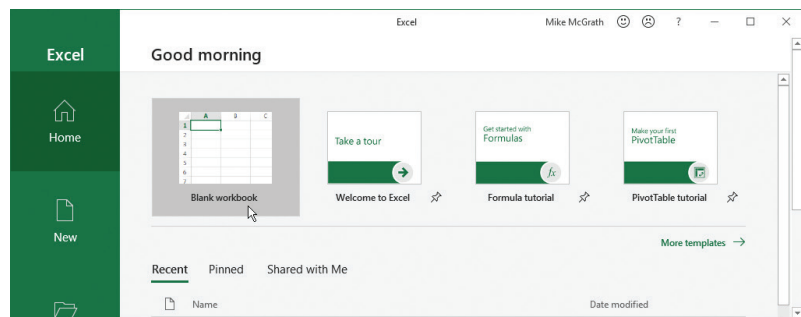 Excel
Mike McGrath
?
Excel
Good morning
Home
New
A B C
1
2
3
4
5
6
7
Blank workbook
Take a tour
Welcome to Excel
Get started with
Formulas
fx
Formula tutorial
Make your first
PivotTable
PivotTable tutorial
More templates
Recent Pinned Shared with Me
Name Date modified